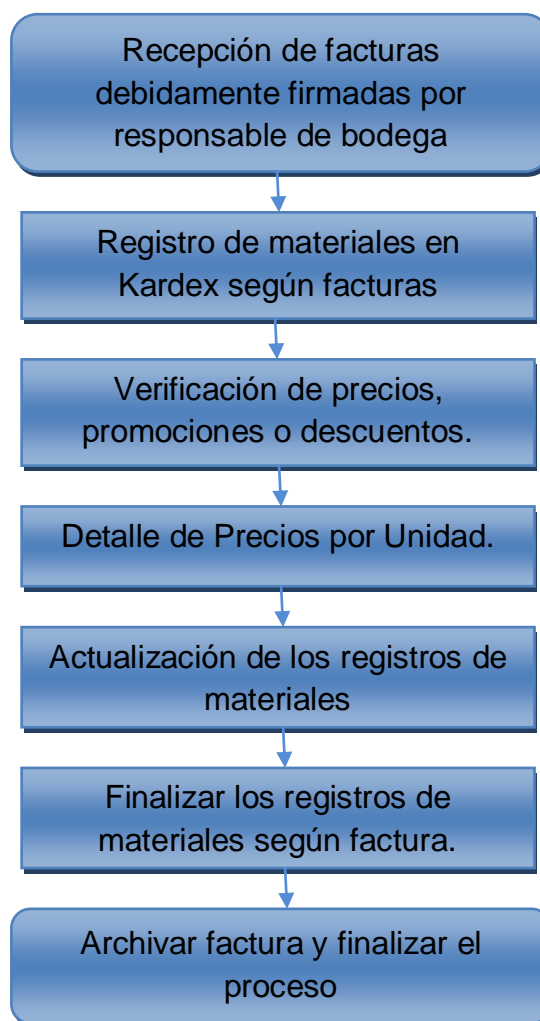 Recepción de facturas
debidamente firmadas por
responsable de bodega
Registro de materiales en
Kardex según facturas
Verificación de precios,
promociones o descuentos.
Detalle de Precios por Unidad.
Actualización de los registros de
materiales
Finalizar los registros de
materiales según factura.
Archivar factura y finalizar el
proceso